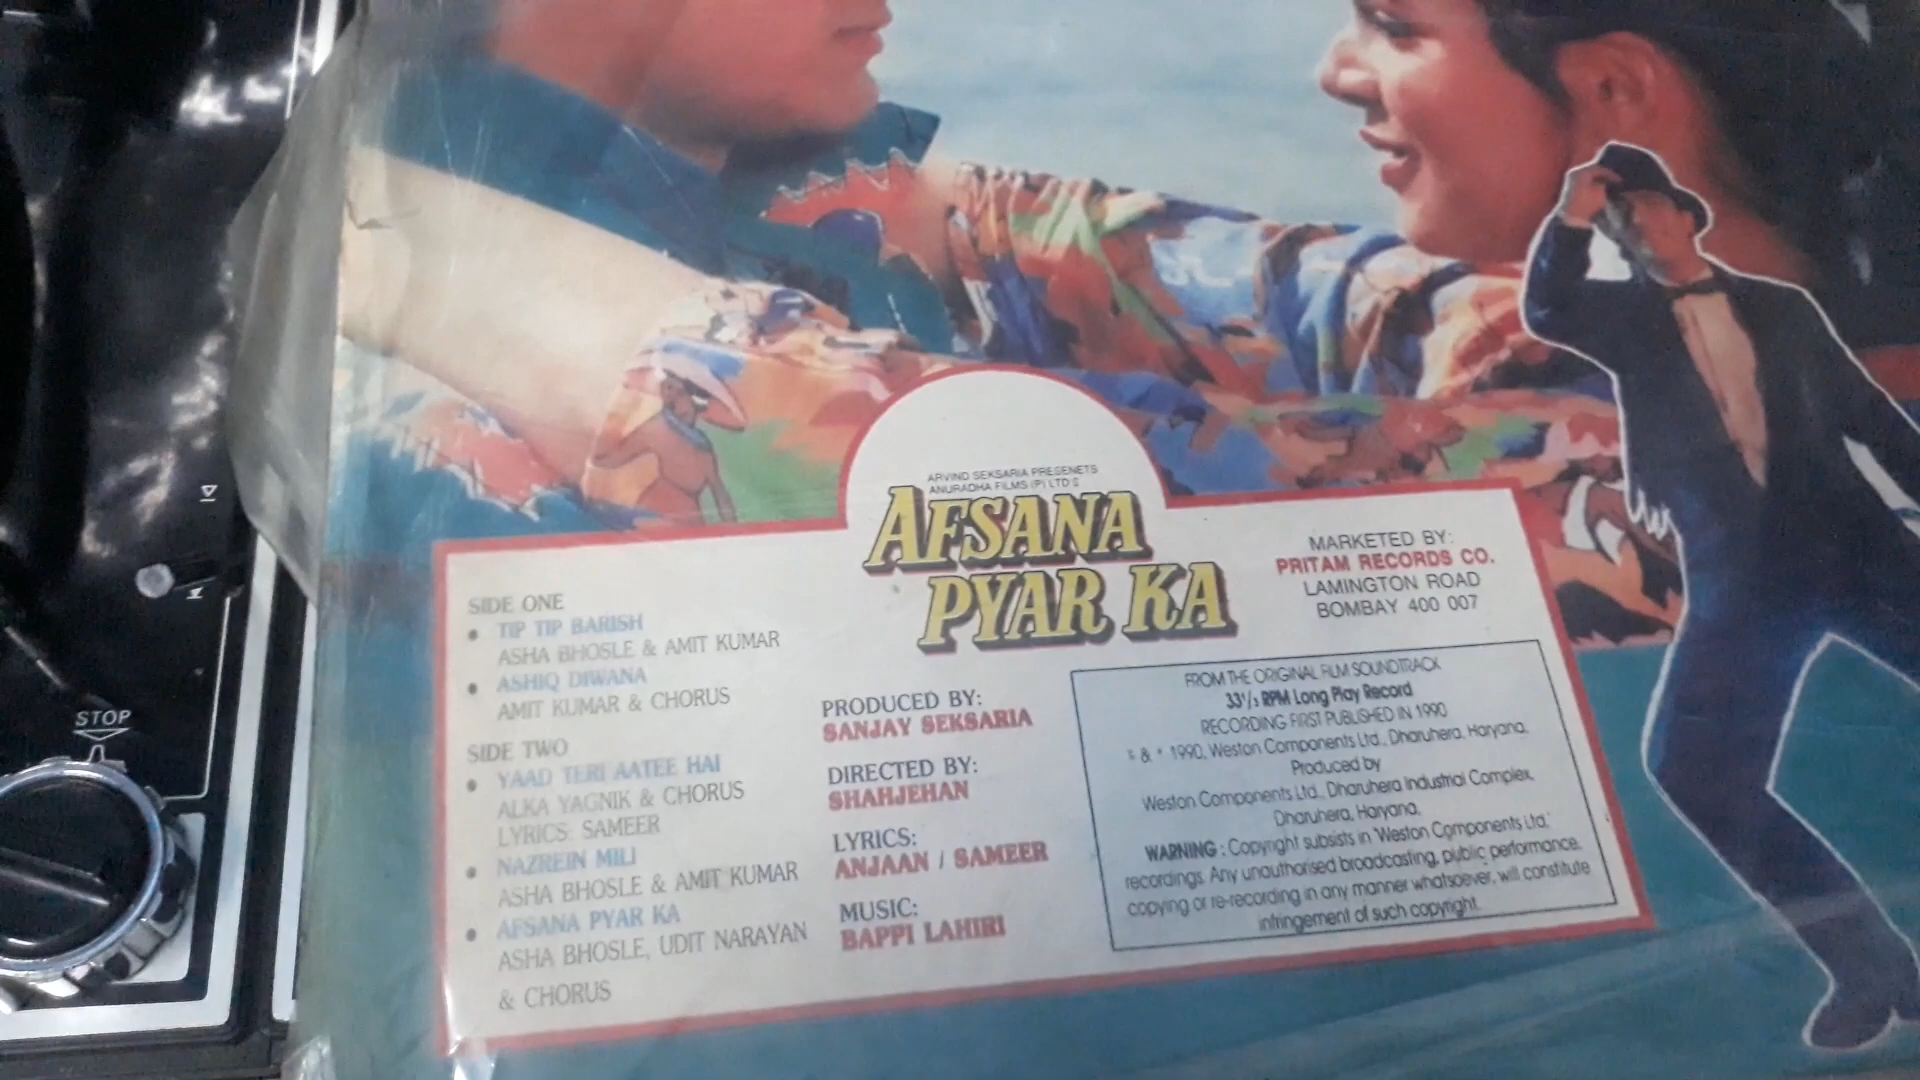 STOP
ARVIND SEKSARIA PRESENETS
ANURADHA FILMS (P) LTD
AFSANA
PYAR KA
MARKETED BY:
PRITAM RECORDS CO.
LAMINGTON ROAD
BOMBAY 400 007
SIDE ONE
• TIP TIP BARISH
ASHA BHOSLE & AMIT KUMAR
• ASHIQ DIWANA
AMIT KUMAR & CHORUS
SIDE TWO
• YAAD TERI AATEE HAI
ALKA YAGNIK & CHORUS
LYRICS: SAMEER
• NAZREIN MILI
ASHA BHOSLE & AMIT KUMAR
• AFSANA PYAR KA
ASHA BHOSLE, UDIT NARAYAN
& CHORUS
PRODUCED BY:
SANJAY SEKSARIA
DIRECTED BY:
SHAHJEHAN
LYRICS:
ANJAAN / SAMEER
MUSIC:
BAPPI LAHIRI
FROM THE ORIGINAL FILM SOUNDTRACK
33⅓ RPM Long Play Record
RECORDING FIRST PUBLISHED IN 1990
& 1990, Weston Components Ltd., Dharuhera, Haryana,
Produced by
Weston Components Ltd., Dharuhera Industrial Complex,
Dharuhera, Haryana,
WARNING : Copyright subsists in 'Weston Components Ltd.'
recordings. Any unauthorised broadcasting, public performance,
copying or re-recording in any manner whatsoever, will constitute
infringement of such copyright.